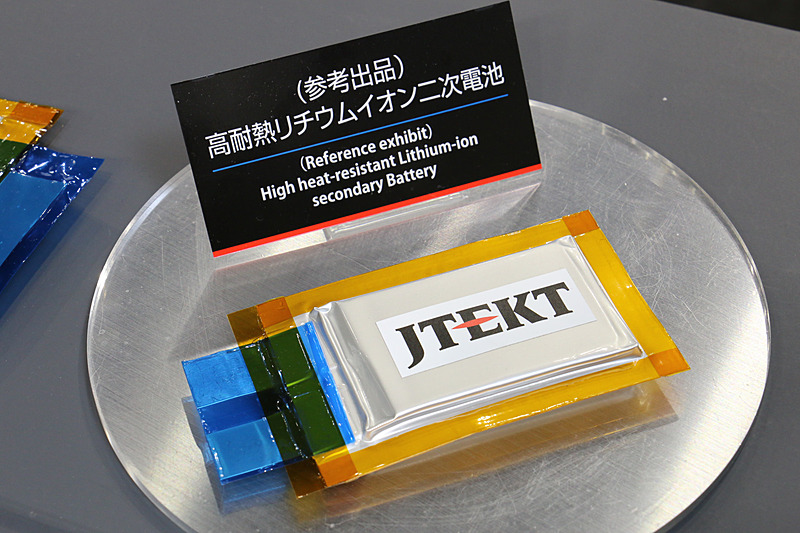 （参考出品）
高耐熱リチウムイオン二次電池
（Reference exhibit）
High heat-resistant Lithium-ion
secondary Battery
JTEKT